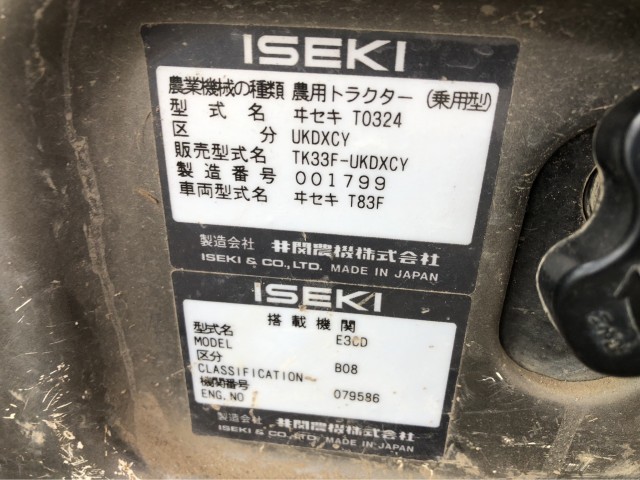 ISEKI
農業機械の種類 農用トラクター (乗用型)
型式名 ヰセキ T0324
区分 UKDXCY
販売型式名 TK33F-UKDXCY
製造番号 001799
車両型式名 ヰセキ T83F
製造会社 井関農機株式会社
ISEKI & CO., LTD. MADE IN JAPAN
ISEKI
搭載機関
型式名
MODEL E3CD
区分
CLASSIFICATION B08
機関番号
ENG.NO 079586
製造会社 井関農機株式会社
ISEKI & CO., LTD. MADE IN JAPAN